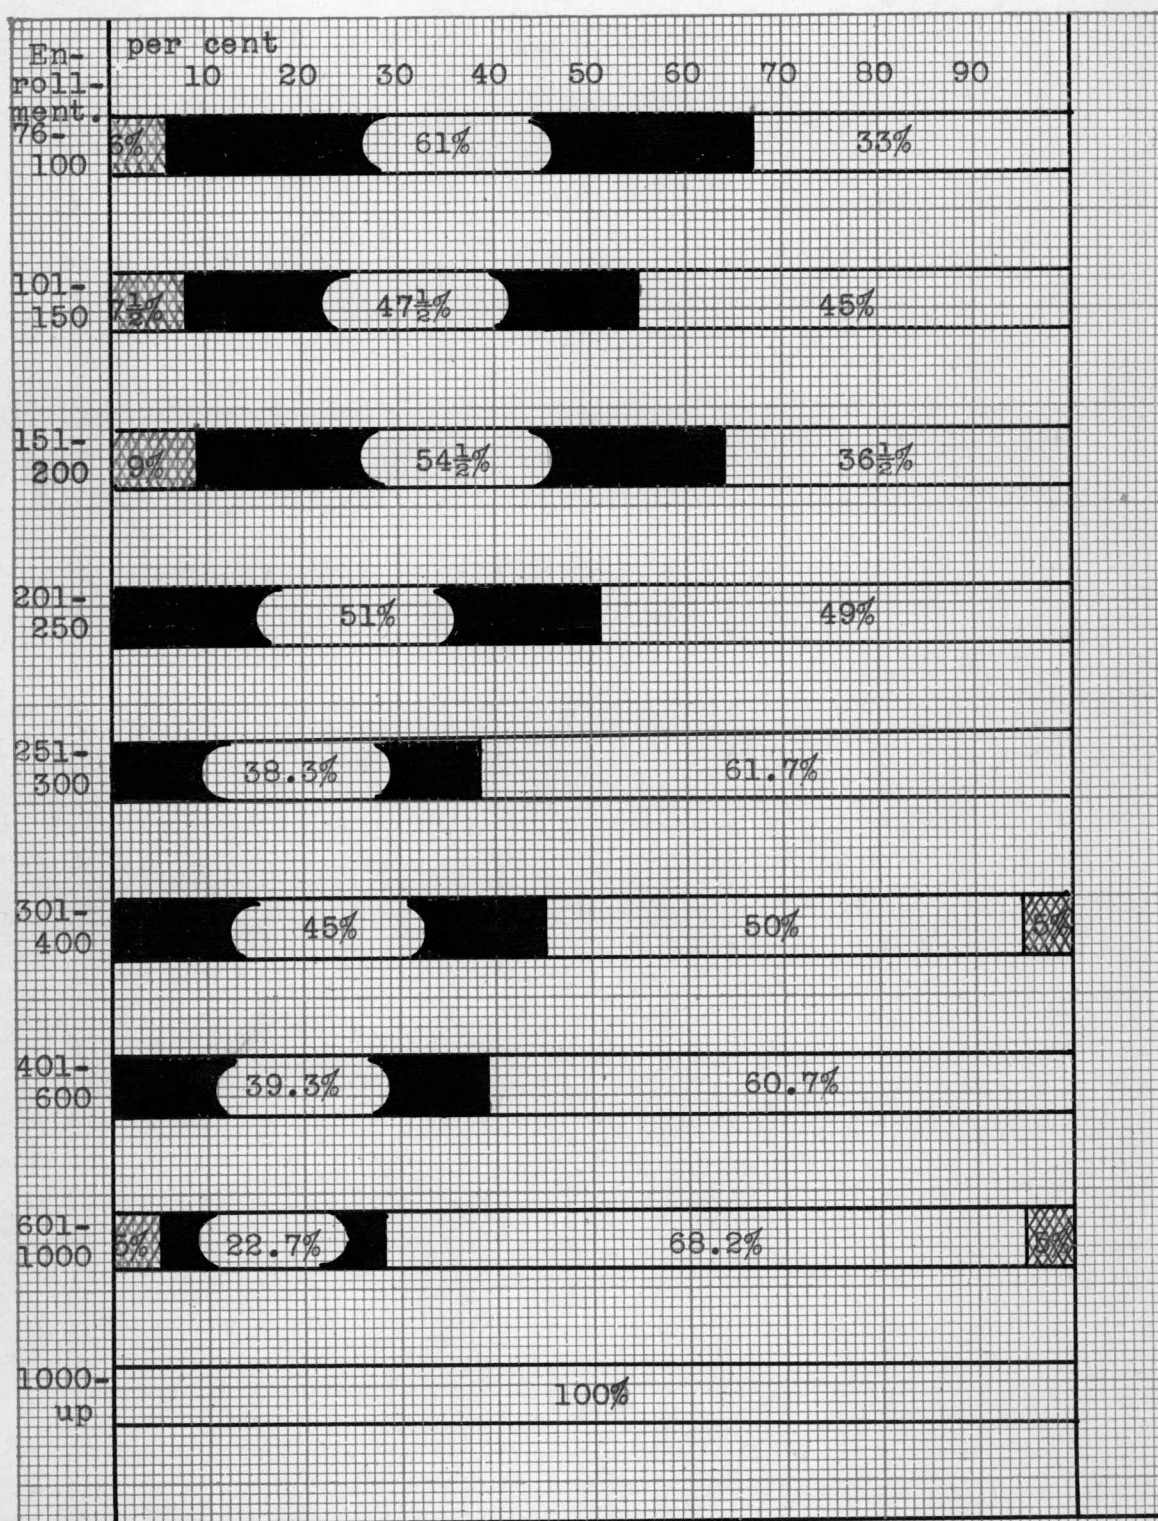 En-
roll-
ment.
per cent
10 20 30 40 50 60 70 80 90
76-
100
6% 61% 33%
101-
150
7½% 47½% 45%
151-
200
9% 54½% 36½%
201-
250
51% 49%
251-
300
38.3% 61.7%
301-
400
45% 50% 5%
401-
600
39.3% 60.7%
601-
1000
5% 22.7% 68.2% 5%
1000-
up
100%